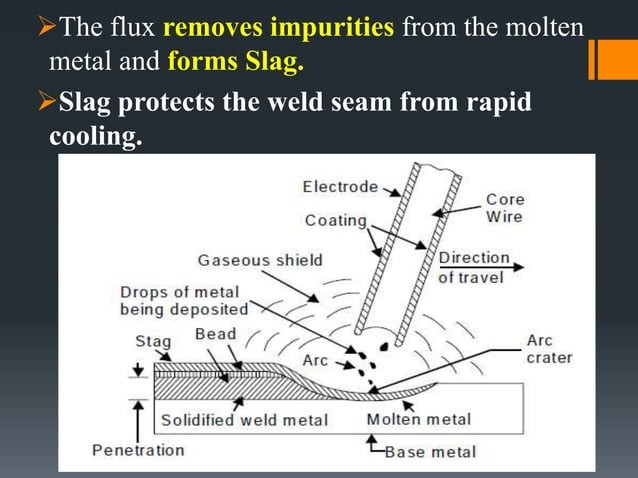 ➤The flux removes impurities from the molten
metal and forms Slag.
➤Slag protects the weld seam from rapid
cooling.
Electrode
Core
Wire
Coating
Gaseous shield
Direction
of travel
Drops of metal
being deposited
Stag
Bead
Arc
Arc
crater
Solidified weld metal
Molten metal
Penetration
Base metal